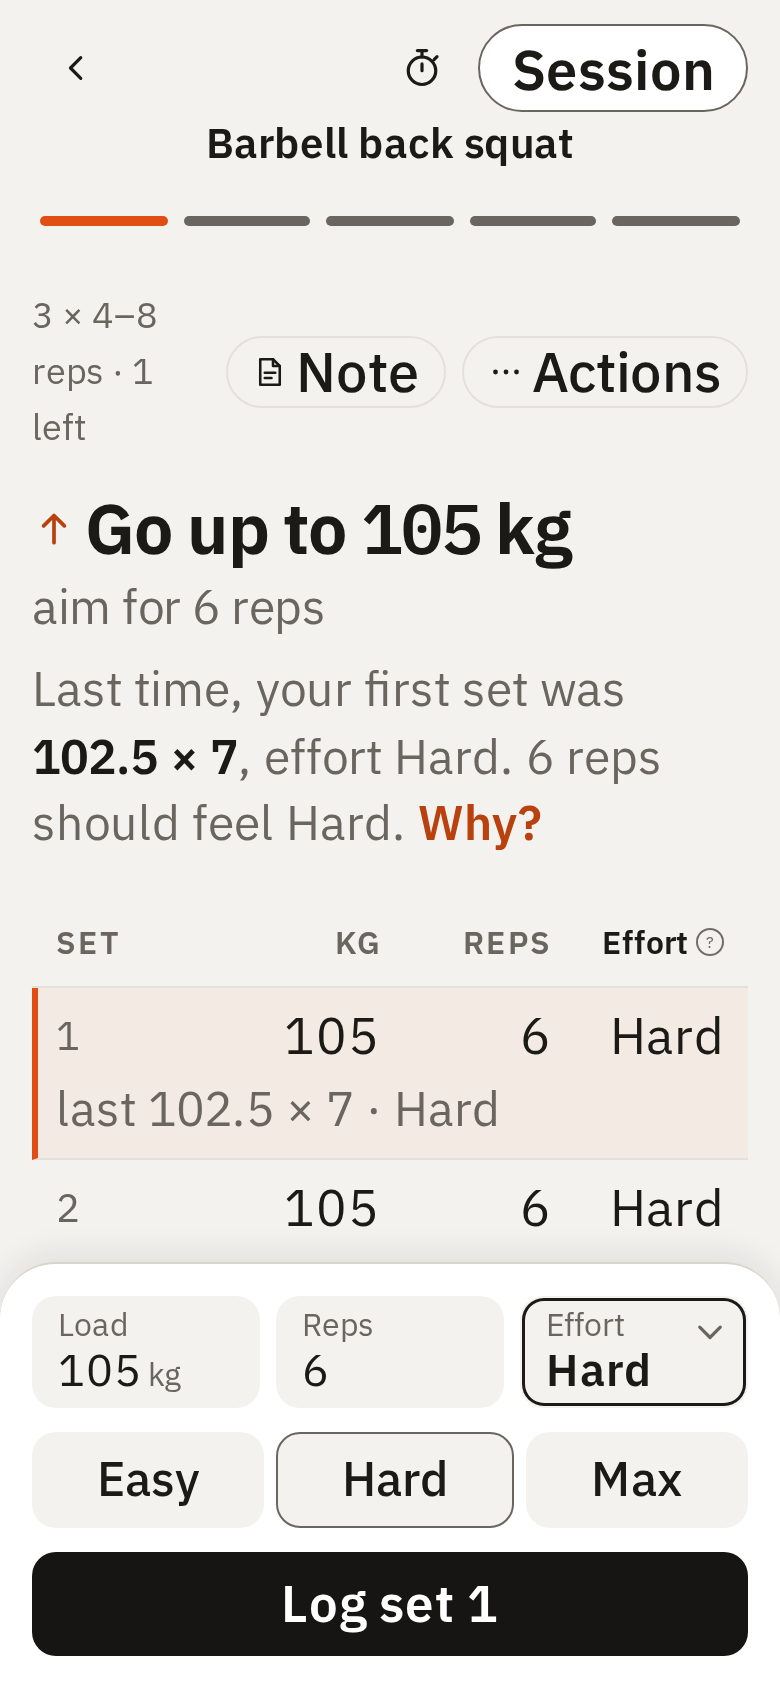 Session
Barbell back squat
3 × 4–8
reps · 1
left
Note
Actions
Go up to 105 kg
aim for 6 reps
Last time, your first set was
102.5 × 7, effort Hard. 6 reps
should feel Hard. Why?
SET KG REPS Effort ?
1 105 6 Hard
last 102.5 × 7 · Hard
2 105 6 Hard
Load Reps Effort
105 kg 6 Hard
Easy Hard Max
Log set 1